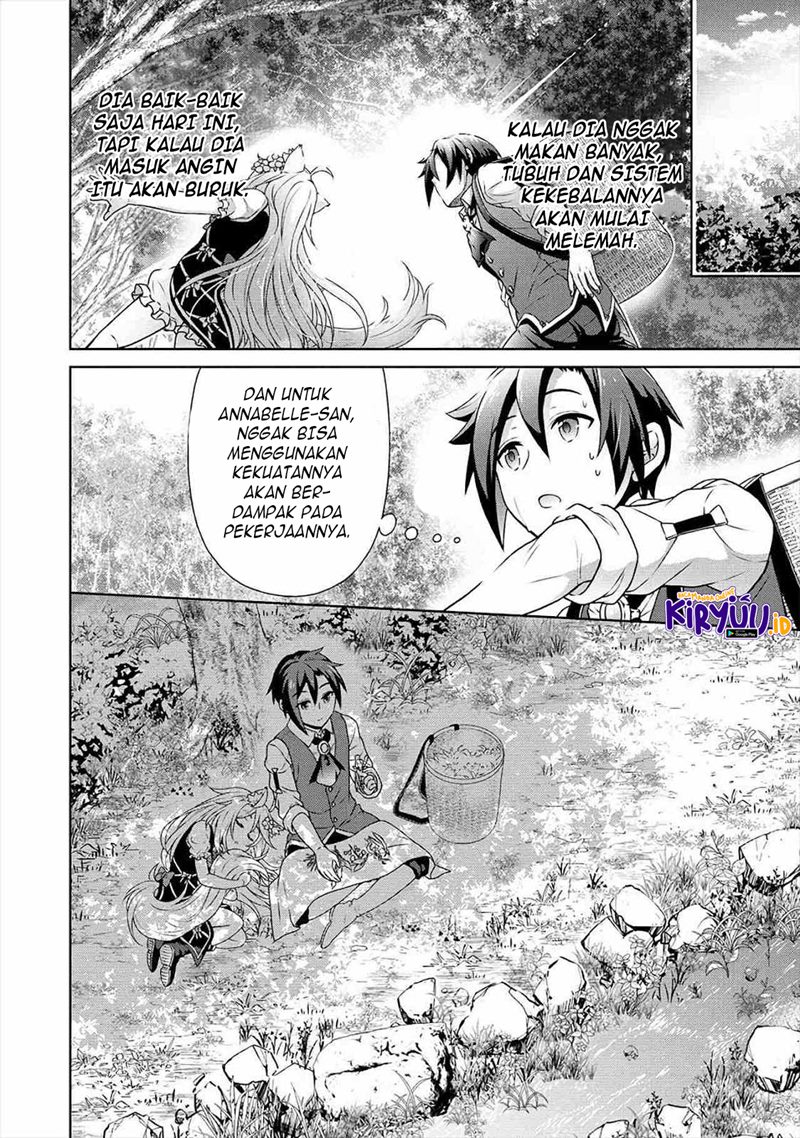 KALAU DIA NGGAK
MAKAN BANYAK,
TUBUH DAN SISTEM
KEKEBALANNYA
AKAN MULAI
MELEMAH.
DIA BAIK-BAIK
SAJA HARI INI,
TAPI KALAU DIA
MASUK ANGIN
ITU AKAN BURUK.
DAN UNTUK
ANNABELLE-SAN,
NGGAK BISA
MENGGUNAKAN
KEKUATANNYA
AKAN BER-
DAMPAK PADA
PEKERJAANNYA.
KIRYUU.id
Google Play